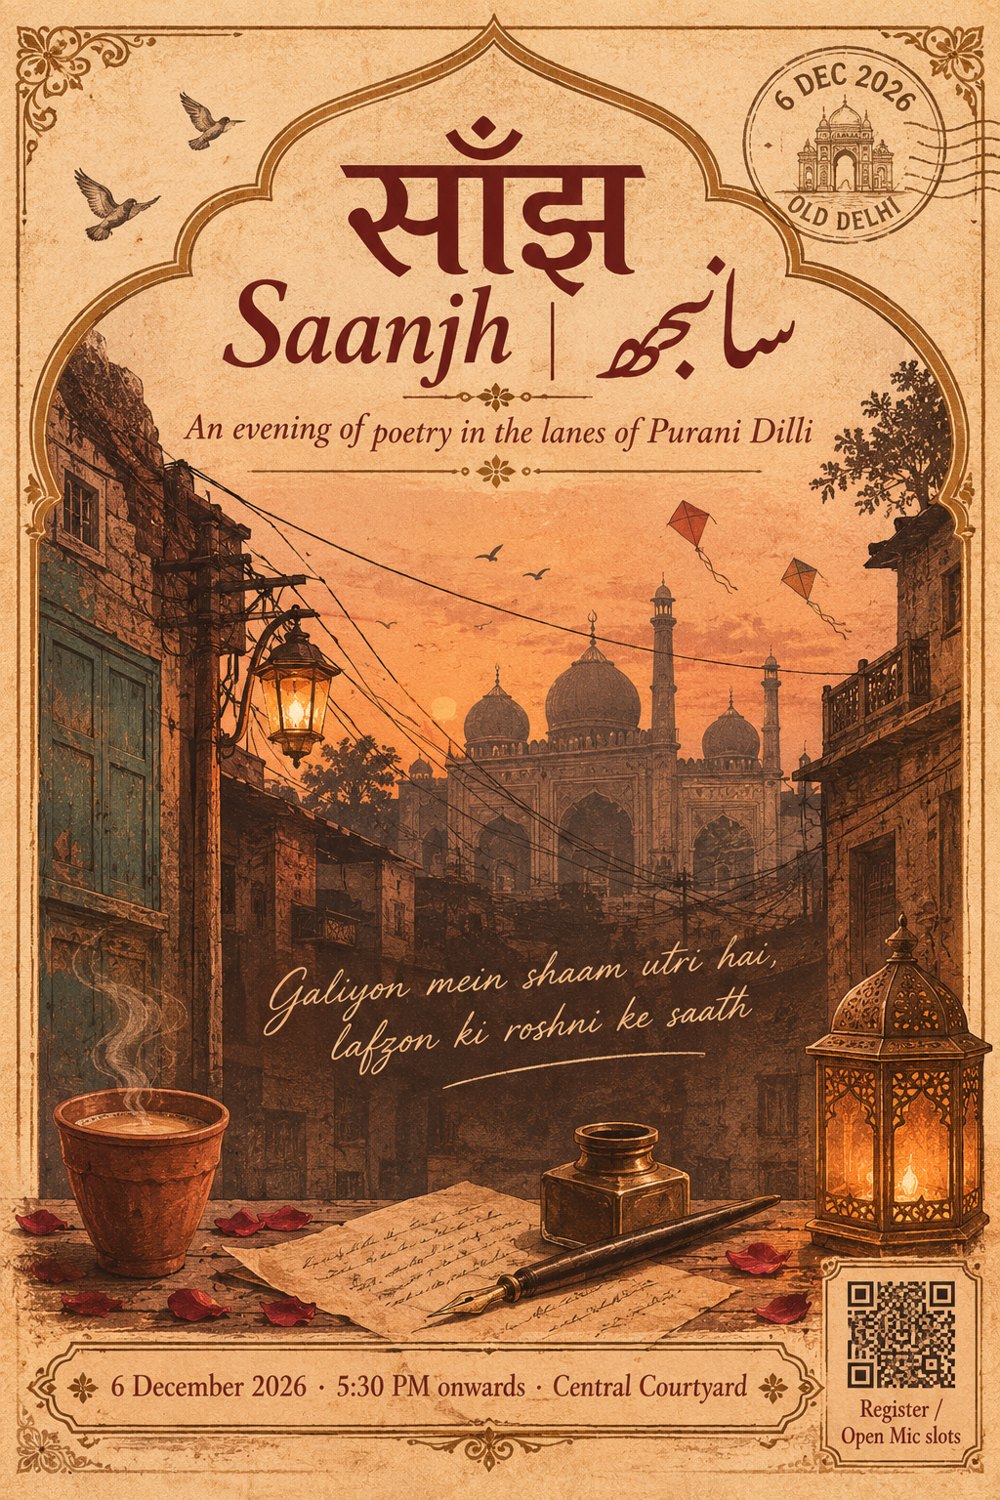 6 DEC 2026
OLD DELHI
साँझ
Saanjh | سانجھ
An evening of poetry in the lanes of Purani Dilli
Galiyon mein shaam utri hai,
lafzon ki roshni ke saath
6 December 2026 · 5:30 PM onwards · Central Courtyard
Register /
Open Mic slots